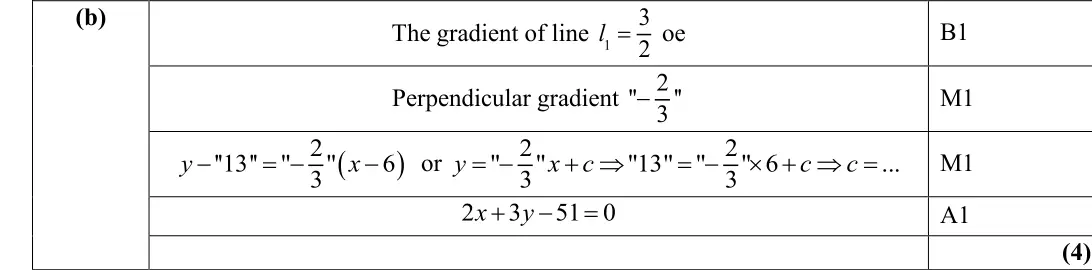 (b) The gradient of line l₁ = 3/2 oe B1
Perpendicular gradient "−2/3" M1
y − "13" = "−2/3"(x − 6) or y = "−2/3"x + c ⇒ "13" = "−2/3" × 6 + c ⇒ c = ... M1
2x + 3y − 51 = 0 A1
(4)